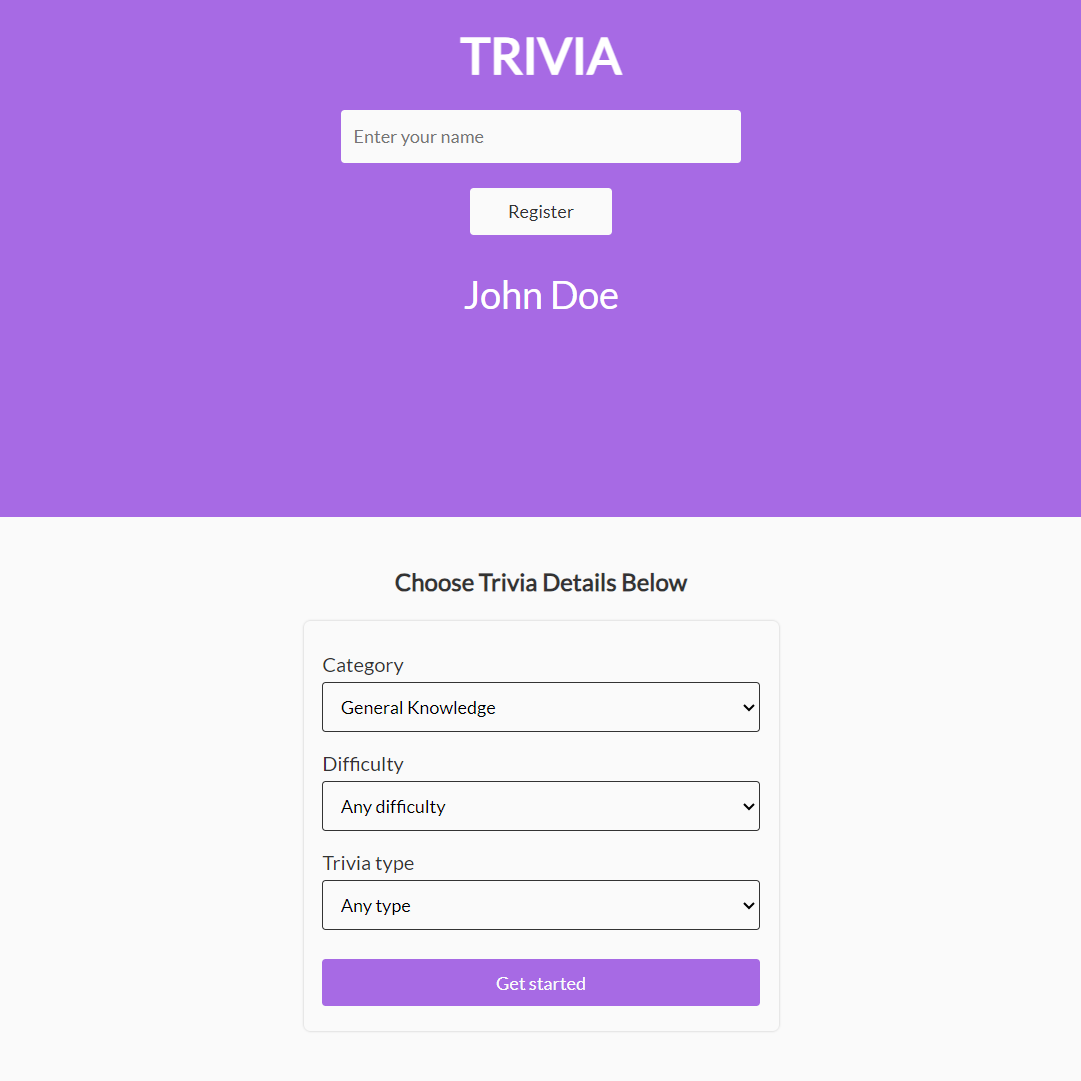 TRIVIA
Enter your name
Register
John Doe
Choose Trivia Details Below
Category
General Knowledge
Difficulty
Any difficulty
Trivia type
Any type
Get started